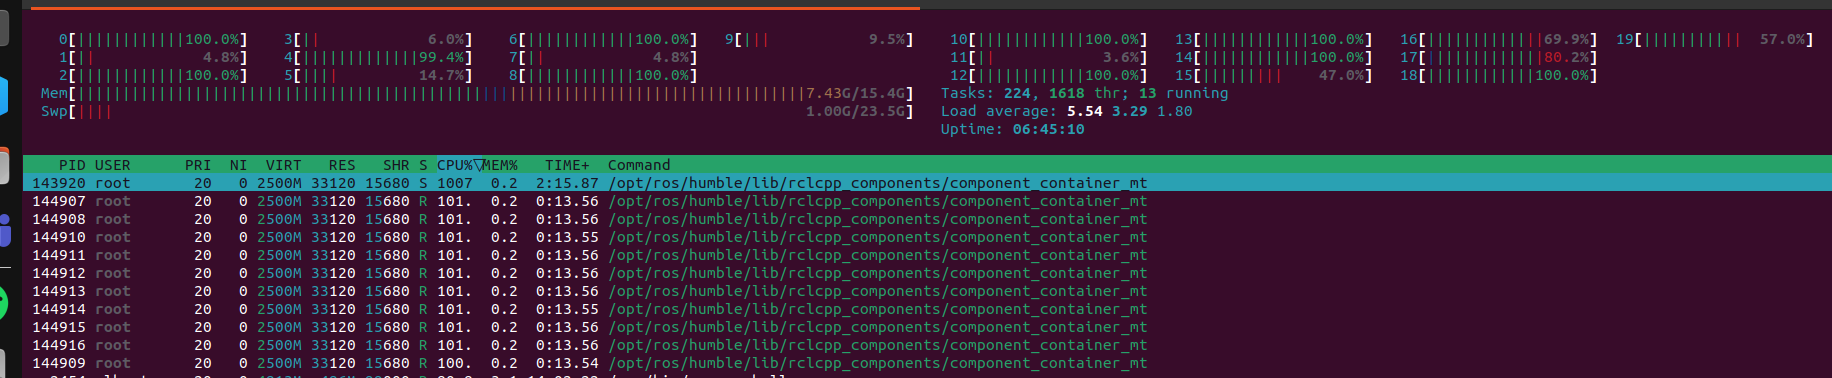 0[||||||||||||100.0%] 3[|| 6.0%] 6[||||||||||||100.0%] 9[||| 9.5%] 10[||||||||||||100.0%] 13[||||||||||||100.0%] 16[|||||||||||||69.9%] 19[||||||||||| 57.0%]
1[|| 4.8%] 4[|||||||||||||99.4%] 7[|| 4.8%] 11[|| 3.6%] 14[||||||||||||100.0%] 17[|||||||||||||80.2%]
2[||||||||||||100.0%] 5[|||| 14.7%] 8[||||||||||||100.0%] 12[||||||||||||100.0%] 15[||||||||| 47.0%] 18[||||||||||||100.0%]
Mem[||||||||||||||||||||||||||||||||||||||||||||||||||||||||||||||||||||||||||||||||7.43G/15.4G] Tasks: 224, 1618 thr; 13 running
Swp[|||| 1.00G/23.5G] Load average: 5.54 3.29 1.80
Uptime: 06:45:10
PID USER PRI NI VIRT RES SHR S CPU%▽MEM% TIME+ Command
143920 root 20 0 2500M 33120 15680 S 1007 0.2 2:15.87 /opt/ros/humble/lib/rclcpp_components/component_container_mt
144907 root 20 0 2500M 33120 15680 R 101. 0.2 0:13.56 /opt/ros/humble/lib/rclcpp_components/component_container_mt
144908 root 20 0 2500M 33120 15680 R 101. 0.2 0:13.56 /opt/ros/humble/lib/rclcpp_components/component_container_mt
144910 root 20 0 2500M 33120 15680 R 101. 0.2 0:13.55 /opt/ros/humble/lib/rclcpp_components/component_container_mt
144911 root 20 0 2500M 33120 15680 R 101. 0.2 0:13.56 /opt/ros/humble/lib/rclcpp_components/component_container_mt
144912 root 20 0 2500M 33120 15680 R 101. 0.2 0:13.56 /opt/ros/humble/lib/rclcpp_components/component_container_mt
144913 root 20 0 2500M 33120 15680 R 101. 0.2 0:13.56 /opt/ros/humble/lib/rclcpp_components/component_container_mt
144914 root 20 0 2500M 33120 15680 R 101. 0.2 0:13.55 /opt/ros/humble/lib/rclcpp_components/component_container_mt
144915 root 20 0 2500M 33120 15680 R 101. 0.2 0:13.56 /opt/ros/humble/lib/rclcpp_components/component_container_mt
144916 root 20 0 2500M 33120 15680 R 101. 0.2 0:13.56 /opt/ros/humble/lib/rclcpp_components/component_container_mt
144909 root 20 0 2500M 33120 15680 R 100. 0.2 0:13.54 /opt/ros/humble/lib/rclcpp_components/component_container_mt